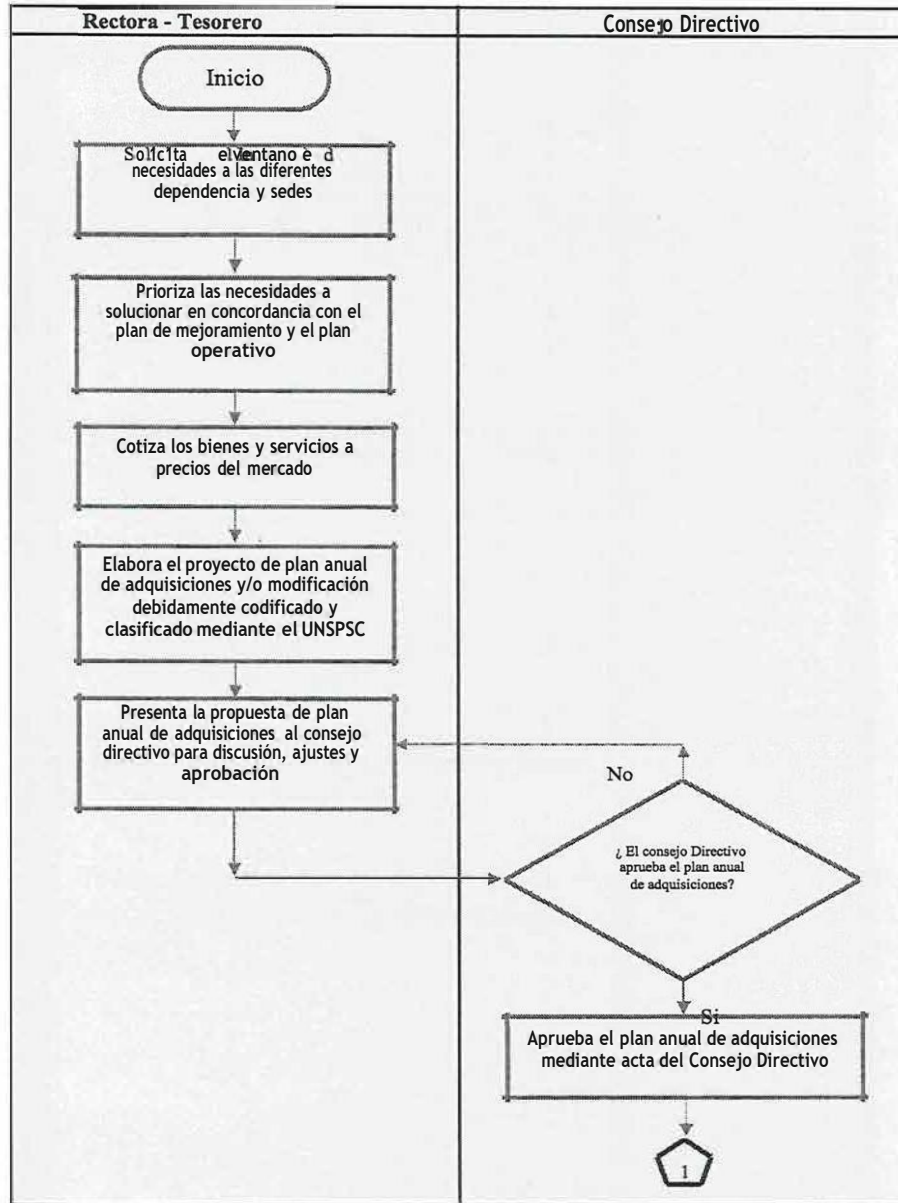 Rectora - Tesorero
Consejo Directivo
Inicio
Solicita
necesidades a las diferentes
dependencia y sedes
Prioriza las necesidades a
solucionar en concordancia con el
plan de mejoramiento y el plan
operativo
Cotiza los bienes y servicios a
precios del mercado
Elabora el proyecto de plan anual
de adquisiciones y/o modificación
debidamente codificado y
clasificado mediante el UNSPSC
Presenta la propuesta de plan
anual de adquisiciones al consejo
directivo para discusión, ajustes y
aprobación
No
¿ El consejo Directivo
aprueba el plan anual
de adquisiciones?
Si
Aprueba el plan anual de adquisiciones
mediante acta del Consejo Directivo
1